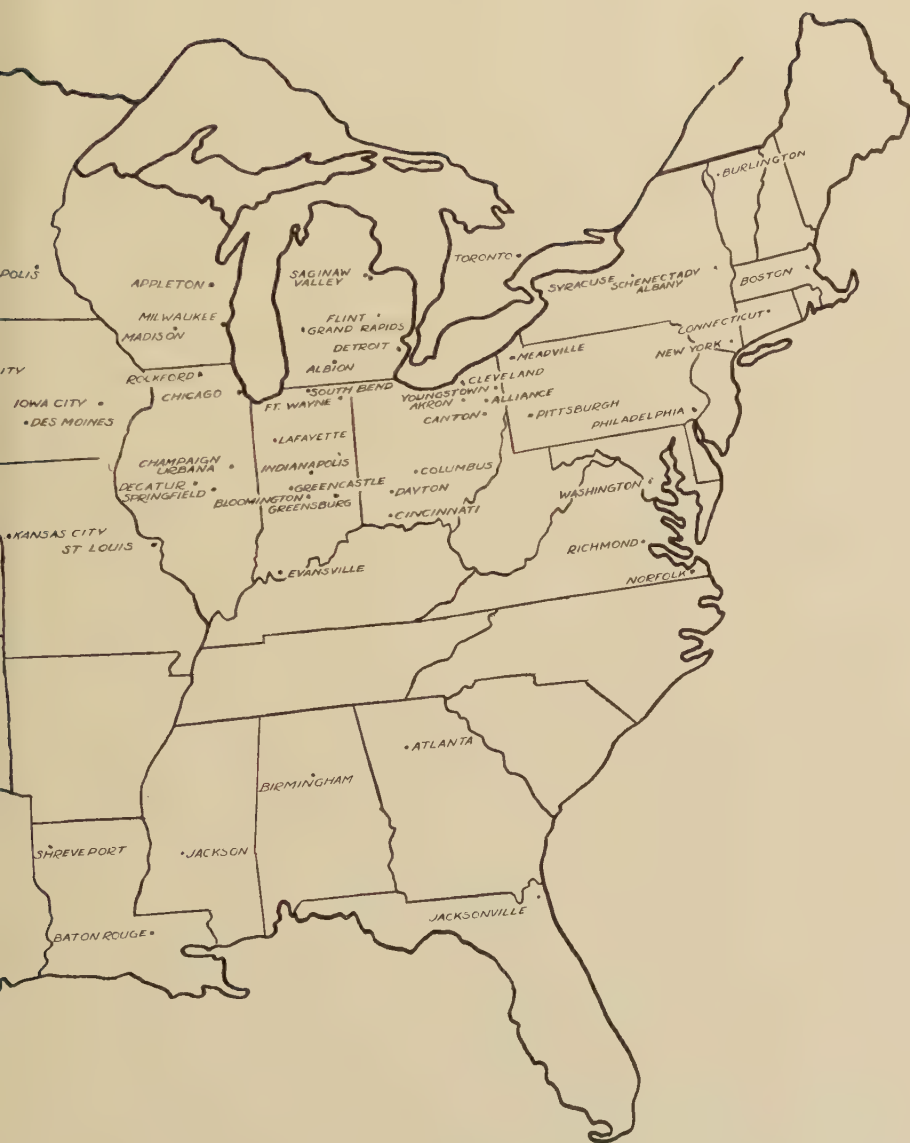 BURLINGTON
TORONTO
POLIS
APPLETON
SAGINAW
VALLEY
SYRACUSE
SCHENECTADY
ALBANY
BOSTON
MILWAUKEE
MADISON
FLINT
GRAND RAPIDS
DETROIT
CONNECTICUT
NEW YORK
MEADVILLE
ITY
ROCKFORD
ALBION
CHICAGO
SOUTH BEND
FT. WAYNE
CLEVELAND
YOUNGSTOWN
AKRON
ALLIANCE
CANTON
IOWA CITY
DES MOINES
PITTSBURGH
PHILADELPHIA
LAFAYETTE
CHAMPAIGN
URBANA
INDIANAPOLIS
COLUMBUS
DECATUR
SPRINGFIELD
GREENCASTLE
BLOOMINGTON
GREENSBURG
DAYTON
WASHINGTON
CINCINNATI
KANSAS CITY
ST LOUIS
RICHMOND
EVANSVILLE
NORFOLK
ATLANTA
BIRMINGHAM
SHREVEPORT
JACKSON
JACKSONVILLE
BATON ROUGE